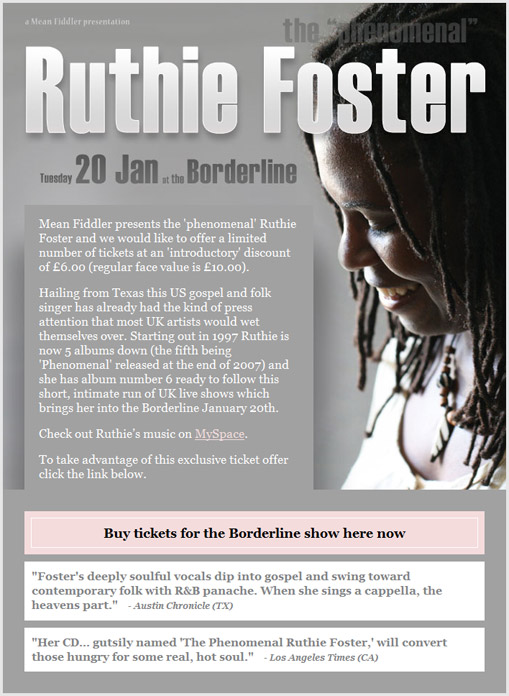 a Mean Fiddler presentation
the "phenomenal"
Ruthie Foster
Tuesday 20 Jan at the Borderline
Mean Fiddler presents the 'phenomenal' Ruthie
Foster and we would like to offer a limited
number of tickets at an 'introductory' discount
of £6.00 (regular face value is £10.00).
Hailing from Texas this US gospel and folk
singer has already had the kind of press
attention that most UK artists would wet
themselves over. Starting out in 1997 Ruthie is
now 5 albums down (the fifth being
'Phenomenal' released at the end of 2007) and
she has album number 6 ready to follow this
short, intimate run of UK live shows which
brings her into the Borderline January 20th.
Check out Ruthie's music on MySpace.
To take advantage of this exclusive ticket offer
click the link below.
Buy tickets for the Borderline show here now
"Foster's deeply soulful vocals dip into gospel and swing toward
contemporary folk with R&B panache. When she sings a cappella, the
heavens part." - Austin Chronicle (TX)
"Her CD... gutsily named 'The Phenomenal Ruthie Foster,' will convert
those hungry for some real, hot soul." - Los Angeles Times (CA)